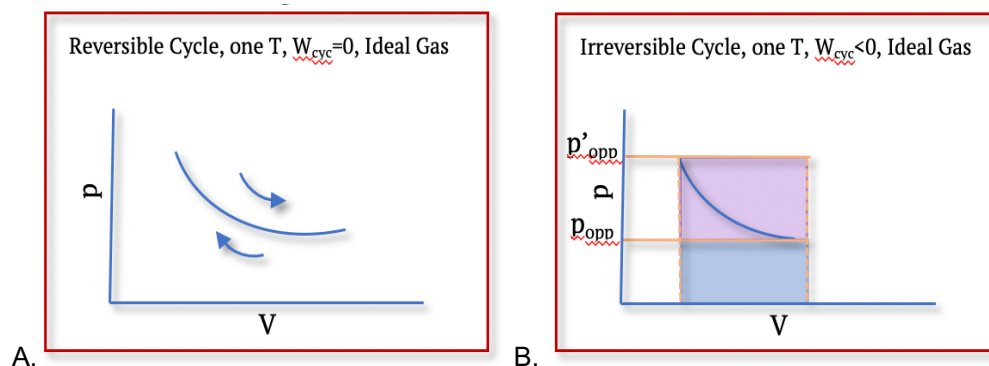 Reversible Cycle, one T, Wcyc=0, Ideal Gas
p
V
A.
Irreversible Cycle, one T, Wcyc<0, Ideal Gas
p'opp
p
popp
V
B.